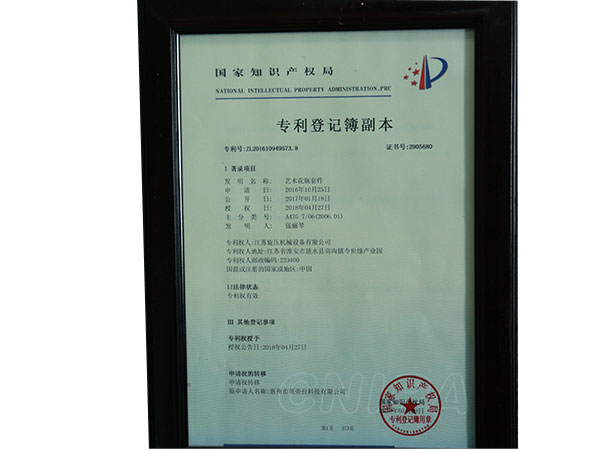 国家知识产权局
NATIONAL INTELLECTUAL PROPERTY ADMINISTRATION,PRC
专利登记簿副本
专利号:ZL201610949573.8 证书号:2905680
I 著录项目
发明名称: 艺术花瓶套件
申请日: 2016年10月25日
公开日: 2017年01月18日
授权日: 2018年04月27日
主分类号: A47G 7/06(2006.01)
发明人: 张丽琴
专利权人:江苏旋压机械设备有限公司
专利权人地址:江苏省淮安市涟水县高沟镇今世缘产业园
专利权人邮政编码:223400
国籍或注册的国家或地区:中国
II法律状态
专利权有效
III 其他登记事项
专利权授予
授权公告日:2018年04月27日
申请权的转移
申请权转移
原申请人名称:惠州市 科技有限公司
国家知识产权局
专利登记簿用章
第1页 共3页